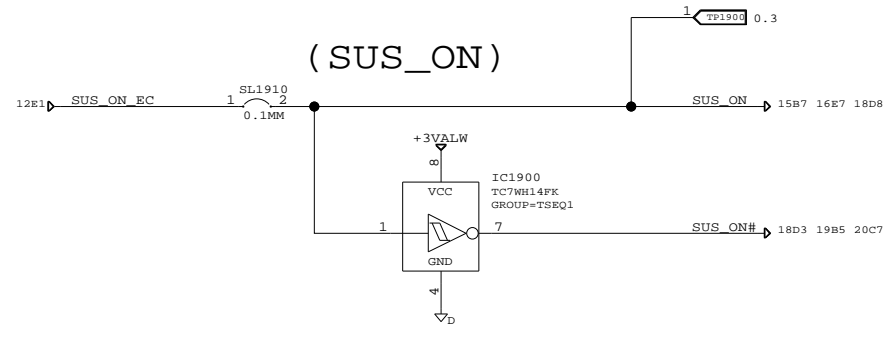 1 TP1900 0.3
(SUS_ON)
SL1910
12E1 SUS_ON_EC 1 2 SUS_ON 15B7 16E7 18D8
0.1MM
+3VALW
8
IC1900
VCC TC7WH14FK
GROUP=TSEQ1
1 7 SUS_ON# 18D3 19B5 20C7
GND
4
D